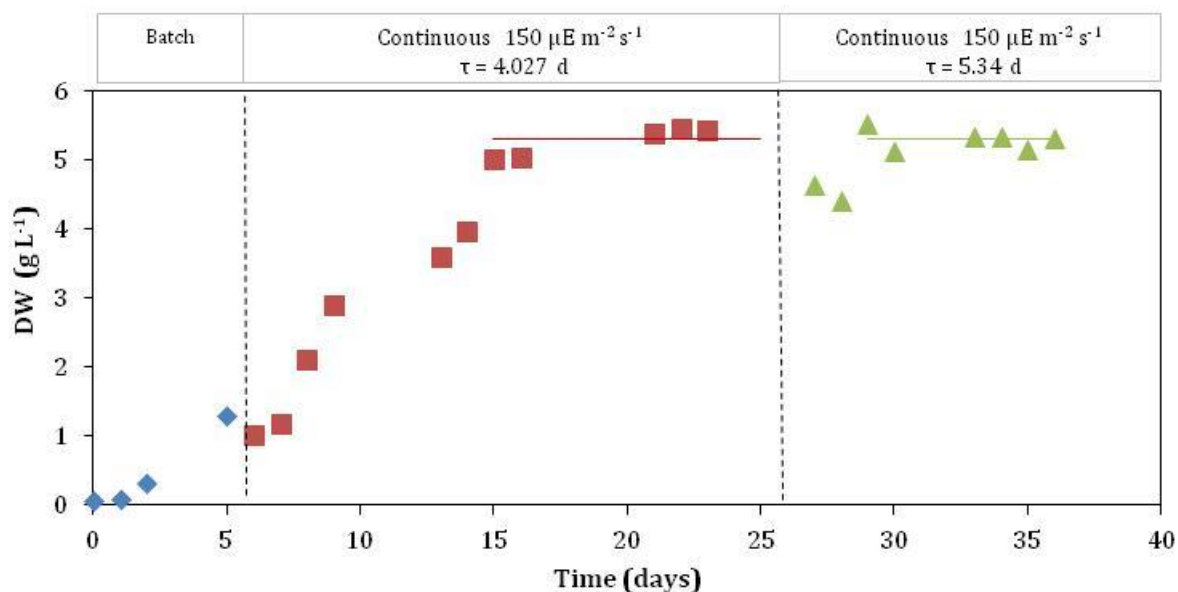 Batch
Continuous 150 µE m⁻² s⁻¹
τ = 4.027 d
Continuous 150 µE m⁻² s⁻¹
τ = 5.34 d
DW (g L⁻¹)
6
5
4
3
2
1
0
0 5 10 15 20 25 30 35 40
Time (days)